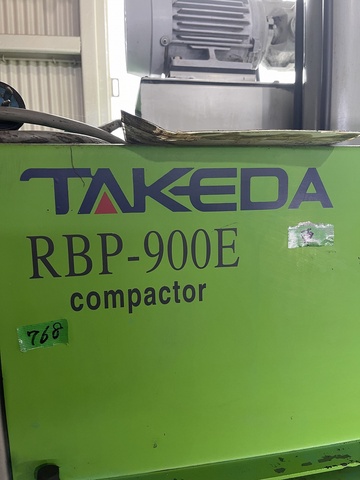 TAKEDA
RBP-900E
compactor
768